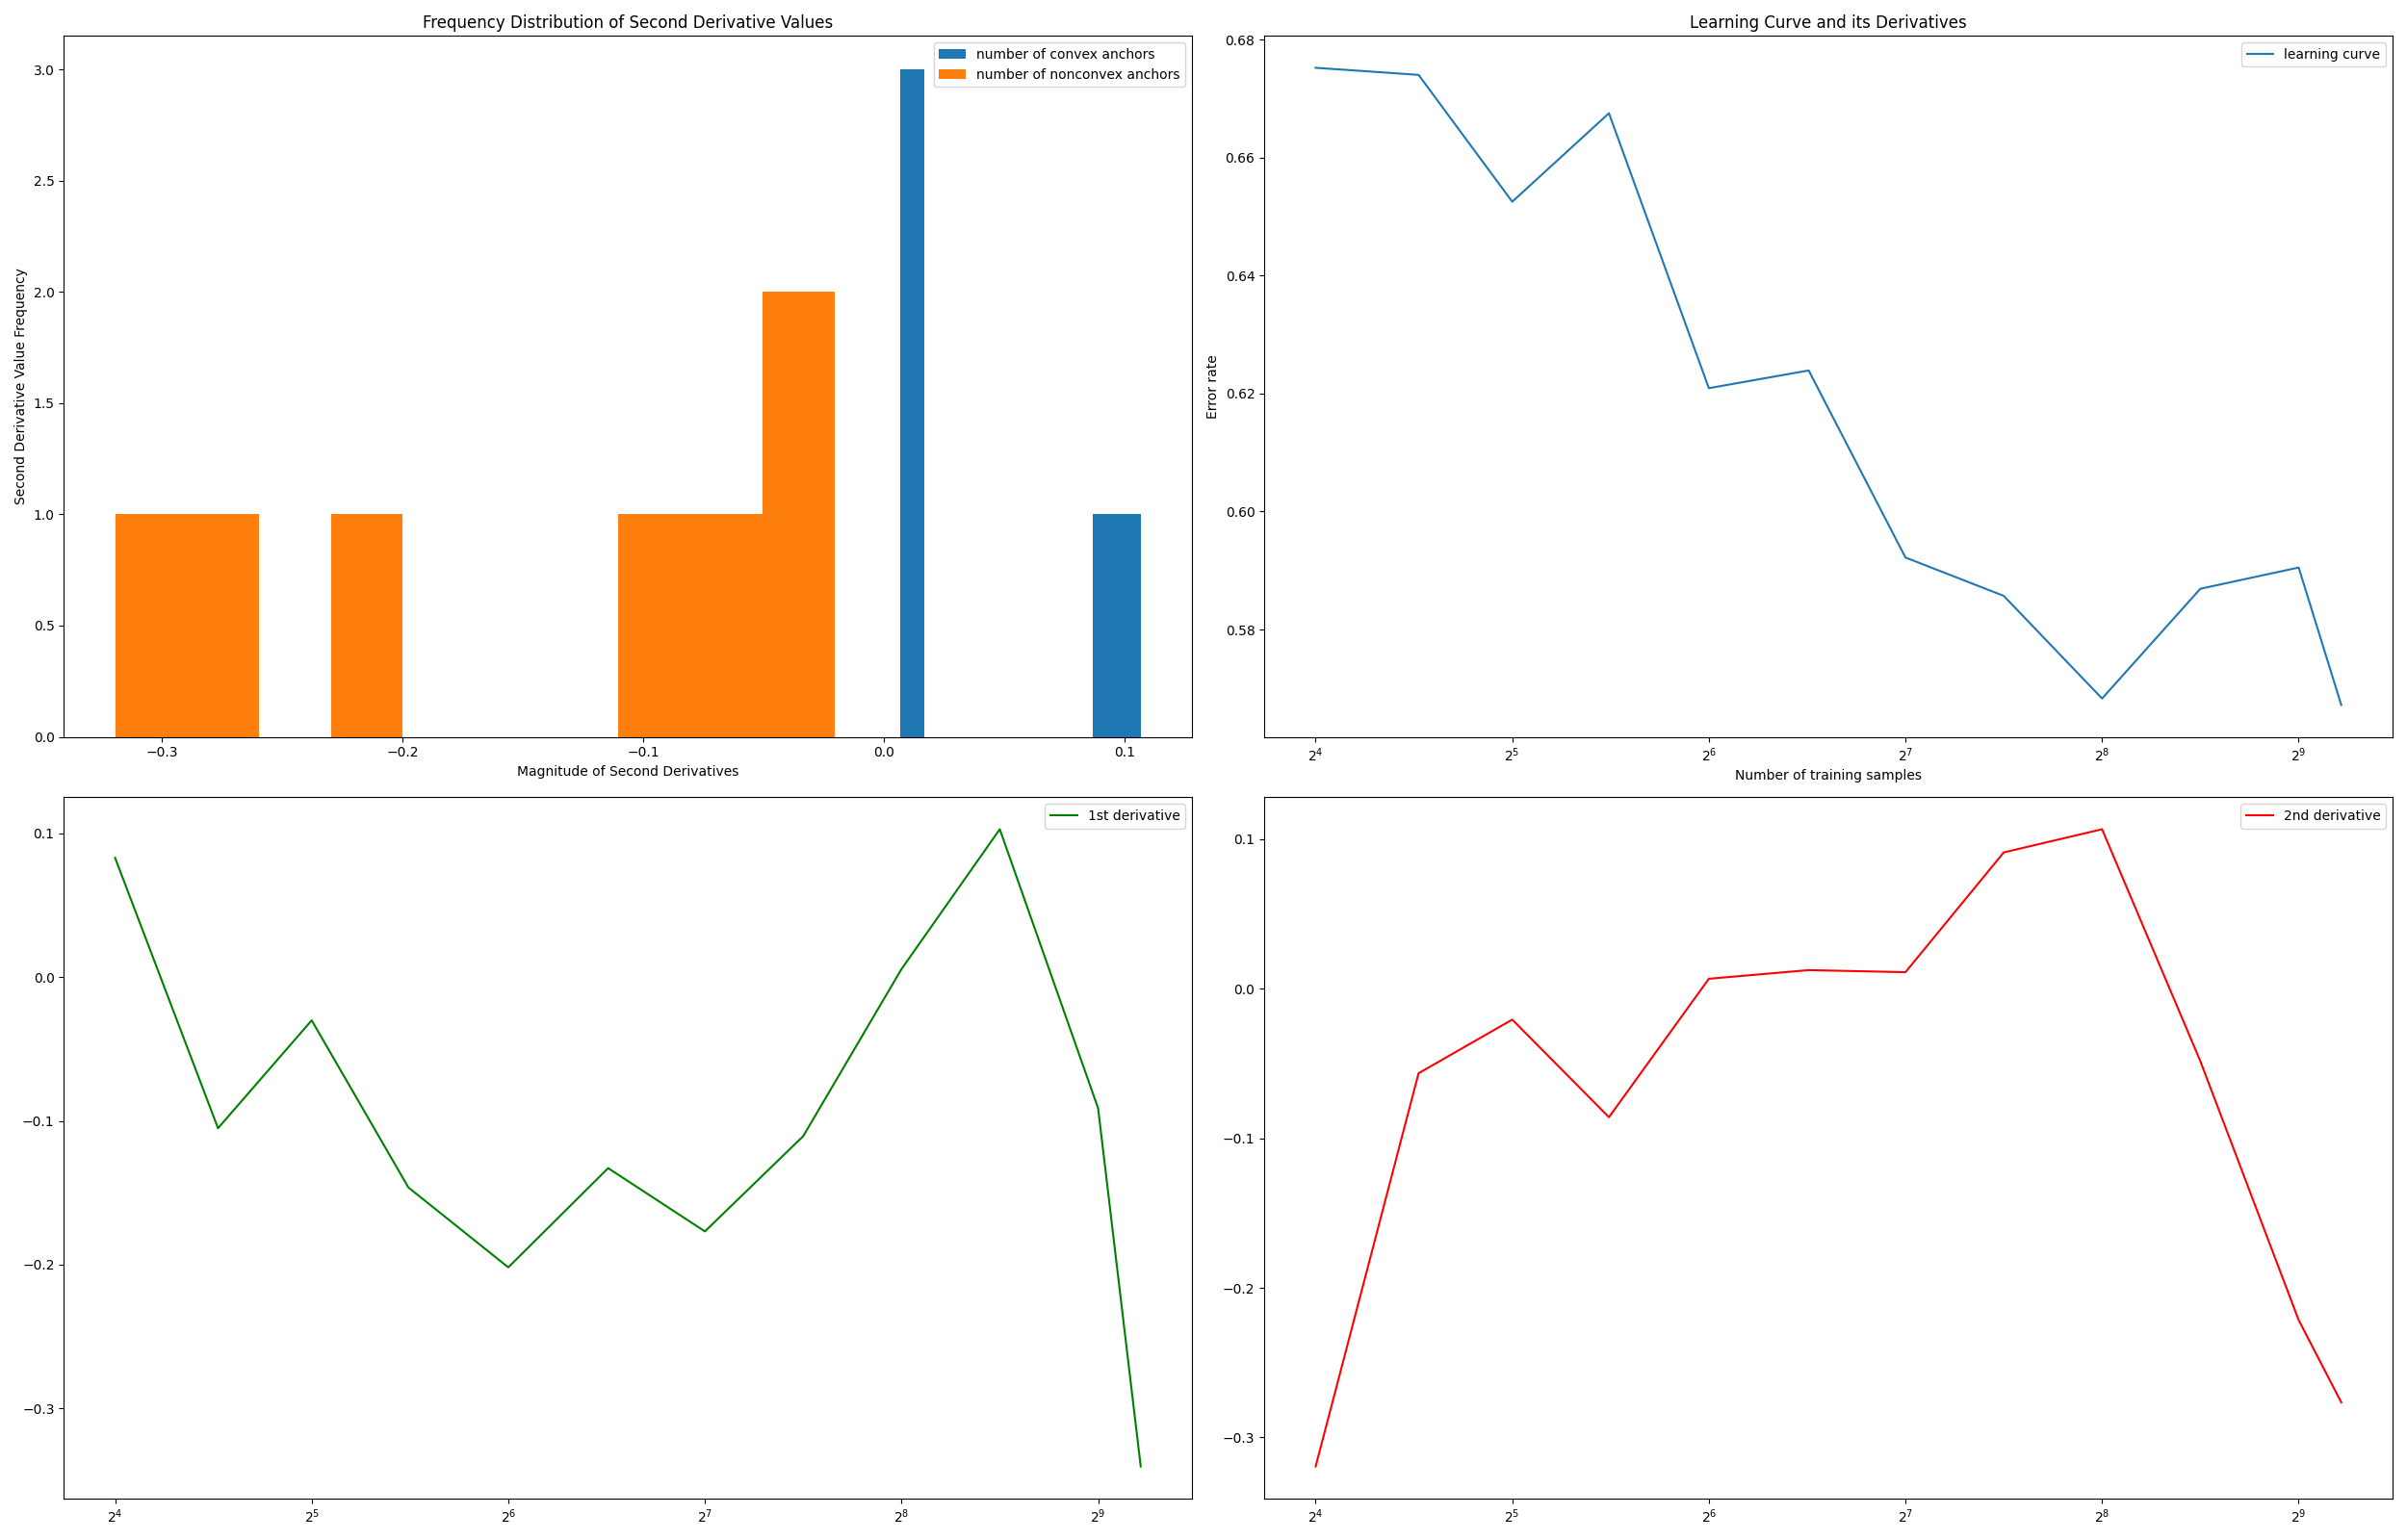 Frequency Distribution of Second Derivative Values
number of convex anchors
number of nonconvex anchors
Second Derivative Value Frequency
3.0
2.5
2.0
1.5
1.0
0.5
0.0
−0.3 −0.2 −0.1 0.0 0.1
Magnitude of Second Derivatives
Learning Curve and its Derivatives
learning curve
Error rate
0.68
0.66
0.64
0.62
0.60
0.58
2⁴ 2⁵ 2⁶ 2⁷ 2⁸ 2⁹
Number of training samples
1st derivative
0.1
0.0
−0.1
−0.2
−0.3
2⁴ 2⁵ 2⁶ 2⁷ 2⁸ 2⁹
2nd derivative
0.1
0.0
−0.1
−0.2
−0.3
2⁴ 2⁵ 2⁶ 2⁷ 2⁸ 2⁹